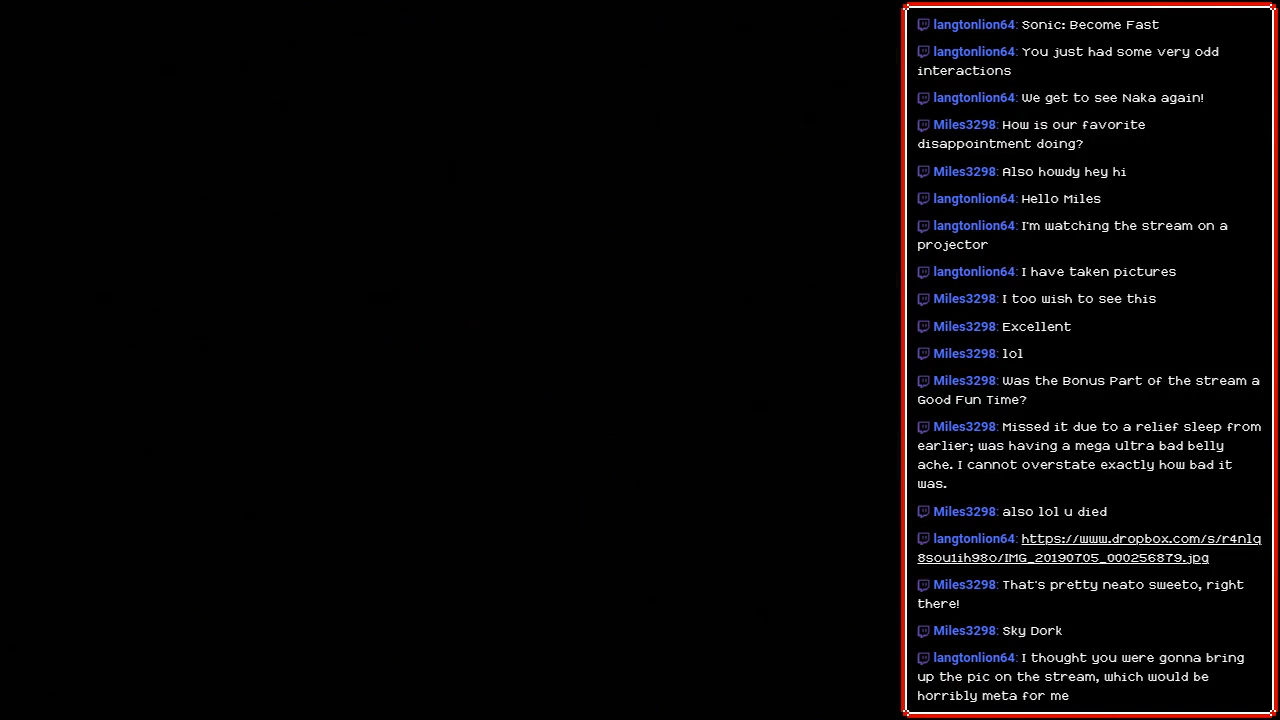 langtonlion64: Sonic: Become Fast
langtonlion64: You just had some very odd
interactions
langtonlion64: We get to see Naka again!
Miles3298: How is our favorite
disappointment doing?
Miles3298: Also howdy hey hi
langtonlion64: Hello Miles
langtonlion64: I'm watching the stream on a
projector
langtonlion64: I have taken pictures
Miles3298: I too wish to see this
Miles3298: Excellent
Miles3298: lol
Miles3298: Was the Bonus Part of the stream a
Good Fun Time?
Miles3298: Missed it due to a relief sleep from
earlier; was having a mega ultra bad belly
ache. I cannot overstate exactly how bad it
was.
Miles3298: also lol u died
langtonlion64: https://www.dropbox.com/s/r4nlq
8sou1ih98o/IMG_20190705_000256879.jpg
Miles3298: That's pretty neato sweeto, right
there!
Miles3298: Sky Dork
langtonlion64: I thought you were gonna bring
up the pic on the stream, which would be
horribly meta for me